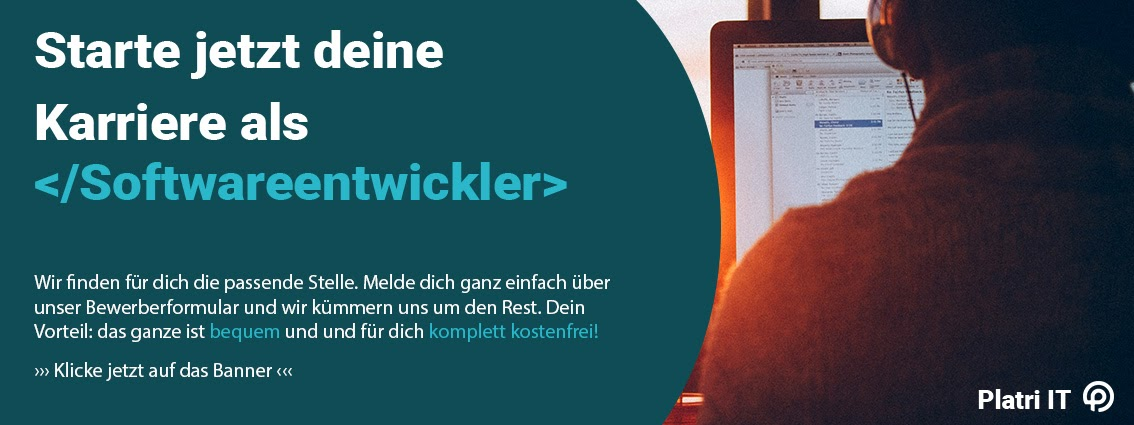 Starte jetzt deine
Karriere als
</Softwareentwickler>
Wir finden für dich die passende Stelle. Melde dich ganz einfach über
unser Bewerberformular und wir kümmern uns um den Rest. Dein
Vorteil: das ganze ist bequem und und für dich komplett kostenfrei!
››› Klicke jetzt auf das Banner ‹‹‹
Platri IT